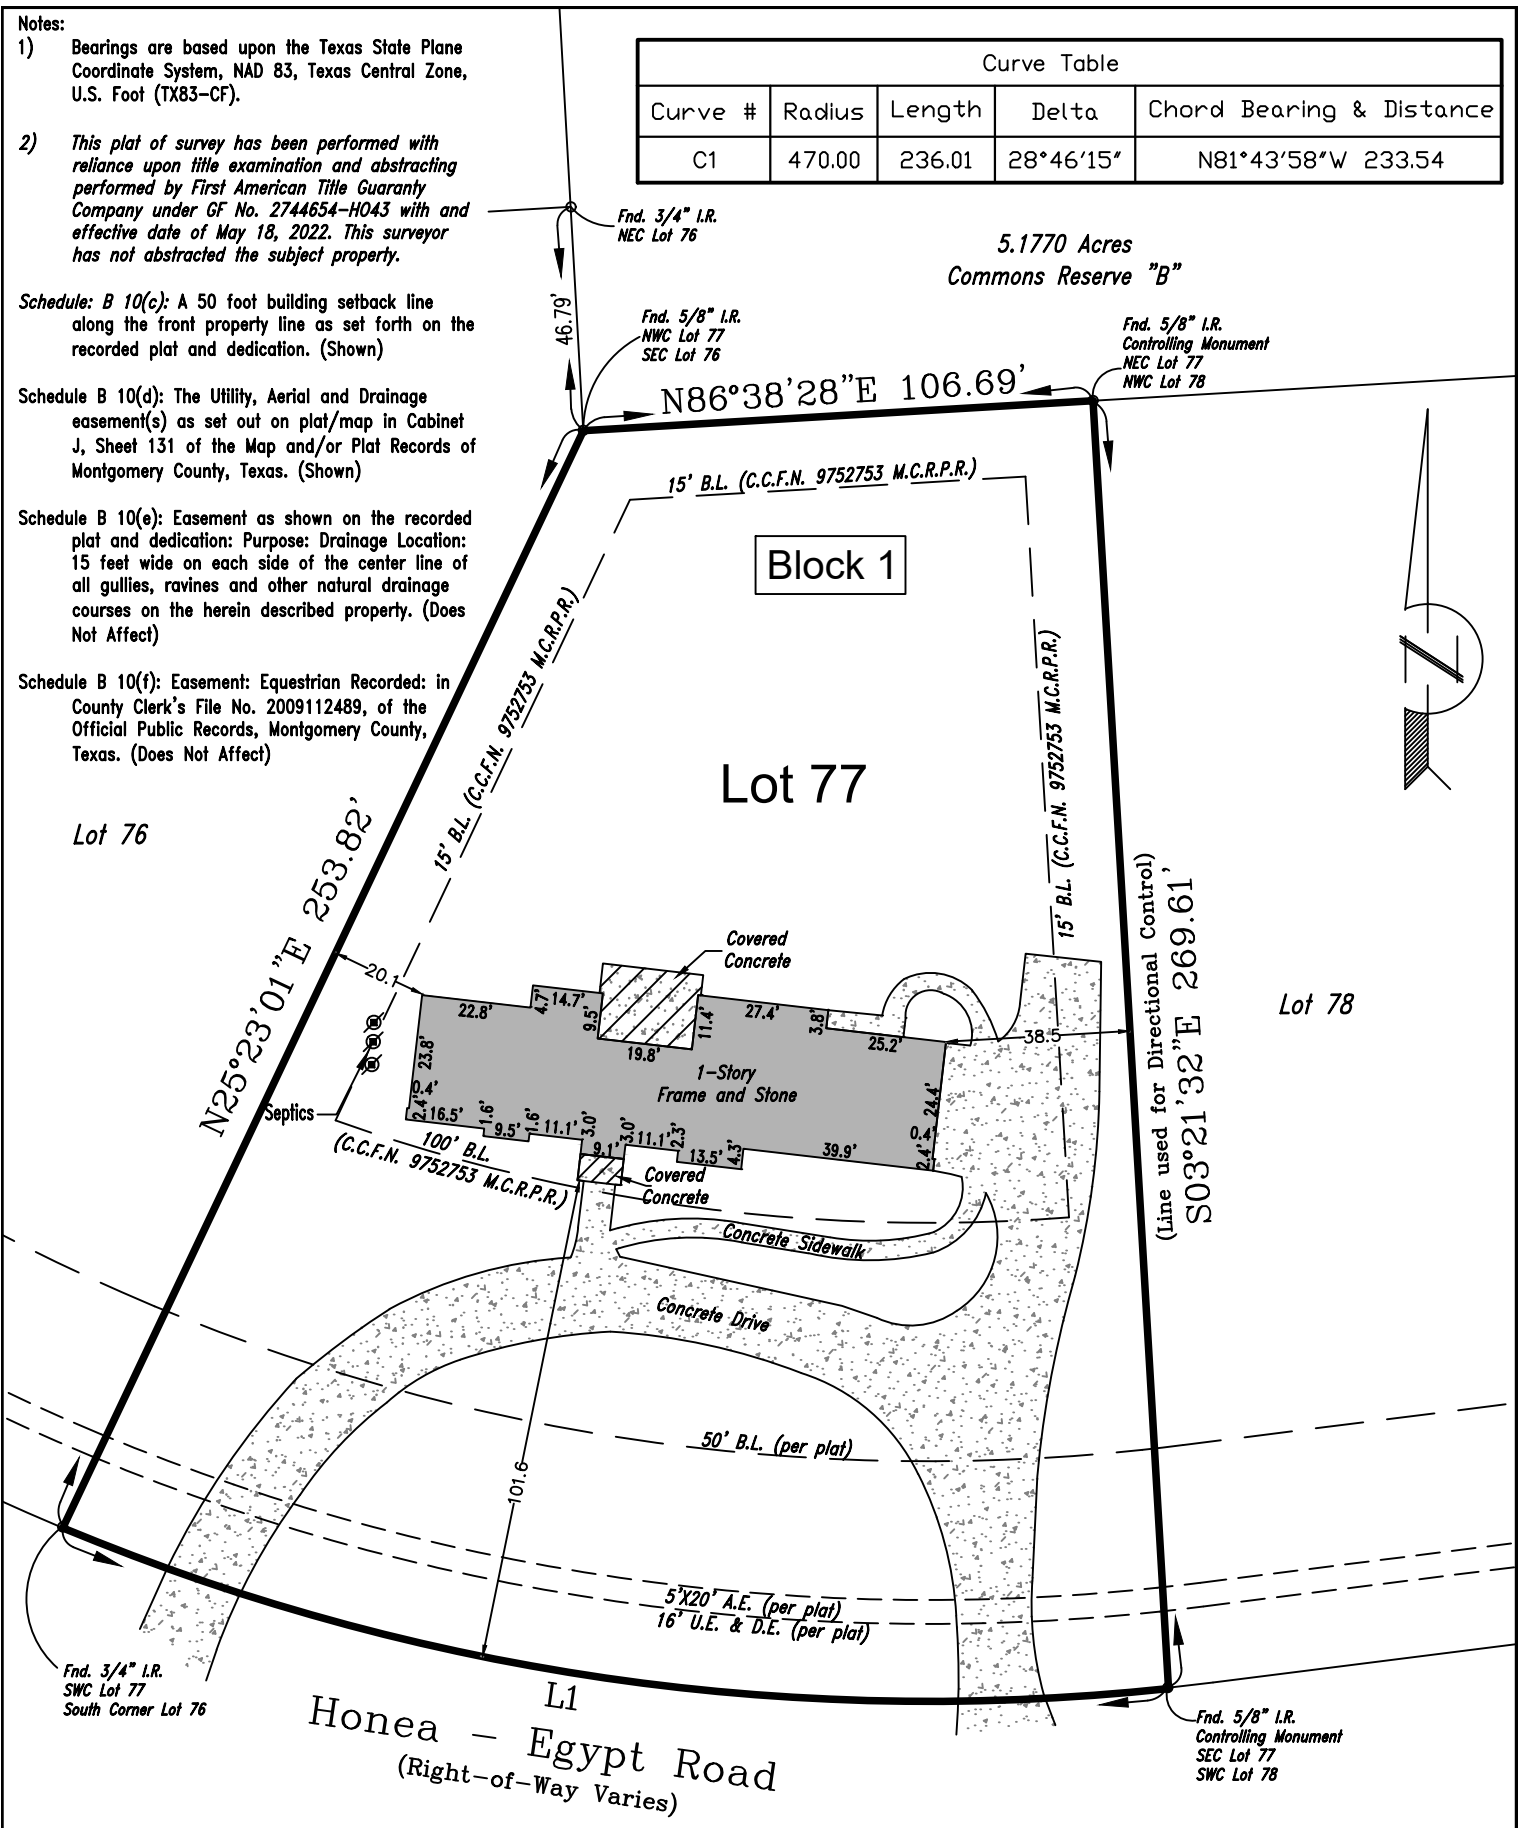 Notes:
1) Bearings are based upon the Texas State Plane
Coordinate System, NAD 83, Texas Central Zone,
U.S. Foot (TX83-CF).
2) This plat of survey has been performed with
reliance upon title examination and abstracting
performed by First American Title Guaranty
Company under GF No. 2744654-HO43 with and
effective date of May 18, 2022. This surveyor
has not abstracted the subject property.
Schedule: B 10(c): A 50 foot building setback line
along the front property line as set forth on the
recorded plat and dedication. (Shown)
Schedule B 10(d): The Utility, Aerial and Drainage
easement(s) as set out on plat/map in Cabinet
J, Sheet 131 of the Map and/or Plat Records of
Montgomery County, Texas. (Shown)
Schedule B 10(e): Easement as shown on the recorded
plat and dedication: Purpose: Drainage Location:
15 feet wide on each side of the center line of
all gullies, ravines and other natural drainage
courses on the herein described property. (Does
Not Affect)
Schedule B 10(f): Easement: Equestrian Recorded: in
County Clerk's File No. 2009112489, of the
Official Public Records, Montgomery County,
Texas. (Does Not Affect)
Curve Table
Curve # Radius Length Delta Chord Bearing & Distance
C1 470.00 236.01 28°46'15" N81°43'58"W 233.54
Fnd. 3/4" I.R.
NEC Lot 76
46.79'
5.1770 Acres
Commons Reserve "B"
Fnd. 5/8" I.R.
NWC Lot 77
SEC Lot 76
Fnd. 5/8" I.R.
Controlling Monument
NEC Lot 77
NWC Lot 78
N86°38'28"E 106.69'
15' B.L. (C.C.F.N. 9752753 M.C.R.P.R.)
Block 1
15' B.L. (C.C.F.N. 9752753 M.C.R.P.R.)
15' B.L. (C.C.F.N. 9752753 M.C.R.P.R.)
Lot 77
Lot 76
N25°23'01"E 253.82'
(Line used for Directional Control)
S03°21'32"E 269.61'
Lot 78
Covered
Concrete
20.1
22.8'
4.7'
14.7'
9.5'
19.8'
11.4'
27.4'
3.8'
25.2'
38.5
23.8'
1-Story
Frame and Stone
0.4'
2.4'
16.5'
1.6'
9.5'
1.6'
11.1'
3.0'
9.1'
3.0'
11.1'
2.3'
13.5'
4.3'
39.9'
24.4'
0.4'
2.4'
Septics
100' B.L.
(C.C.F.N. 9752753 M.C.R.P.R.)
Covered
Concrete
Concrete Sidewalk
Concrete Drive
50' B.L. (per plat)
101.6
5'X20' A.E. (per plat)
16' U.E. & D.E. (per plat)
Fnd. 3/4" I.R.
SWC Lot 77
South Corner Lot 76
L1
Honea - Egypt Road
(Right-of-Way Varies)
Fnd. 5/8" I.R.
Controlling Monument
SEC Lot 77
SWC Lot 78
N